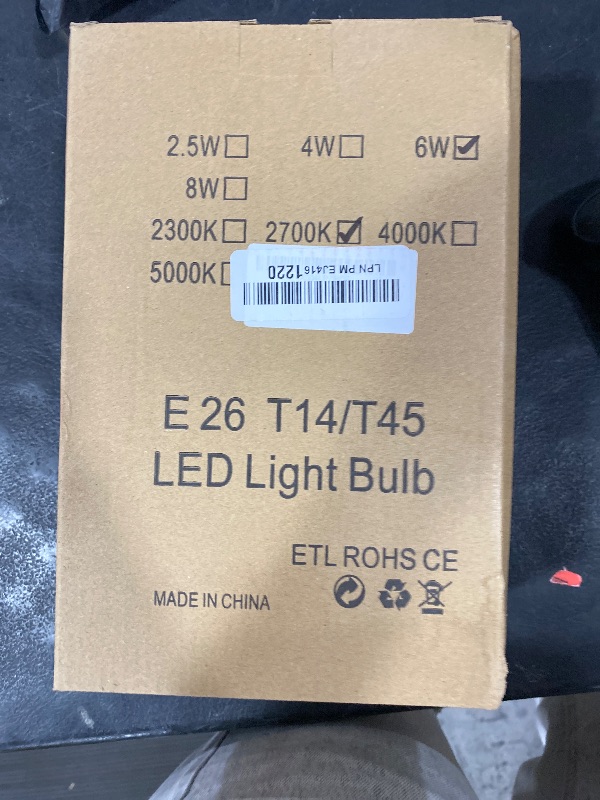 2.5W 4W 6W
8W
2300K 2700K 4000K
5000K
LPN PM EJ416 1220
E 26 T14/T45
LED Light Bulb
ETL ROHS CE
MADE IN CHINA